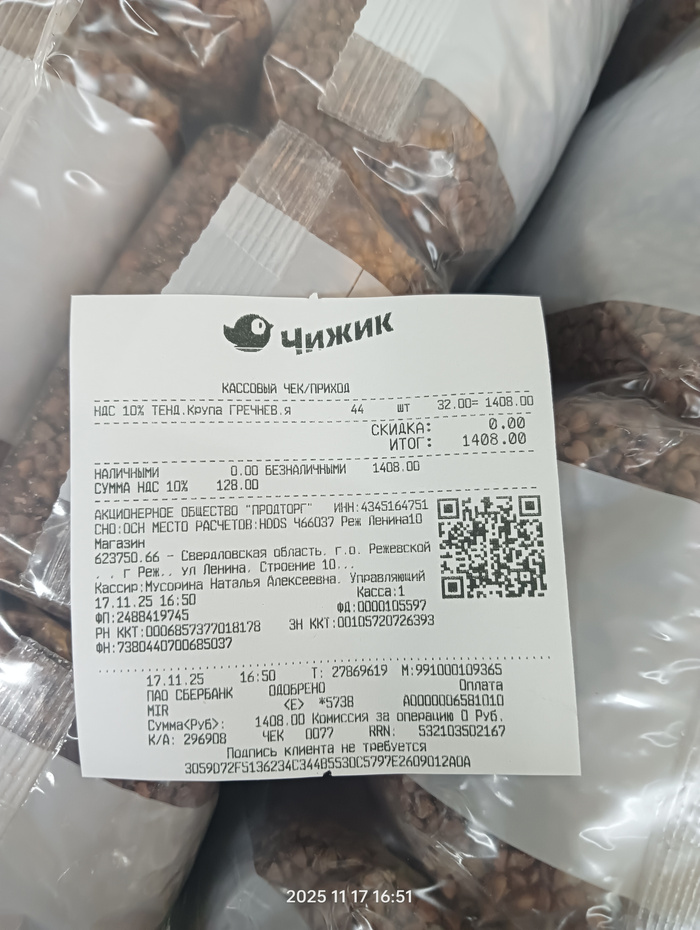 Чижик
КАССОВЫЙ ЧЕК/ПРИХОД
НДС 10% ТЕНД.Крупа ГРЕЧНЕВ.я 44 шт 32.00= 1408.00
СКИДКА: 0.00
ИТОГ: 1408.00
НАЛИЧНЫМИ 0.00 БЕЗНАЛИЧНЫМИ 1408.00
СУММА НДС 10% 128.00
АКЦИОНЕРНОЕ ОБЩЕСТВО "ПРОДТОРГ" ИНН:4345164751
СНО:ОСН МЕСТО РАСЧЕТОВ:HDDS Ч66037 Реж Ленина10
Магазин
623750.66 - Свердловская область. г.о. Режевской
. . г Реж.. ул Ленина. Строение 10...
Кассир:Мусорина Наталья Алексеевна. Управляющий
17.11.25 16:50 Касса:1
ФП:2488419745 ФД:0000105597
РН ККТ:0006857377018178 ЗН ККТ:00105720726393
ФН:7380440700685037
17.11.25 16:50 Т: 27869619 М:991000109365
ПАО СБЕРБАНК ОДОБРЕНО Оплата
MIR <E> *5738 A0000006581010
Сумма<Руб>: 1408.00 Комиссия за операцию 0 Руб.
К/А: 296908 ЧЕК 0077 RRN: 532103502167
Подпись клиента не требуется
3059D72F5136234C344B5530C5797E2609012A0A
2025 11 17 16:51